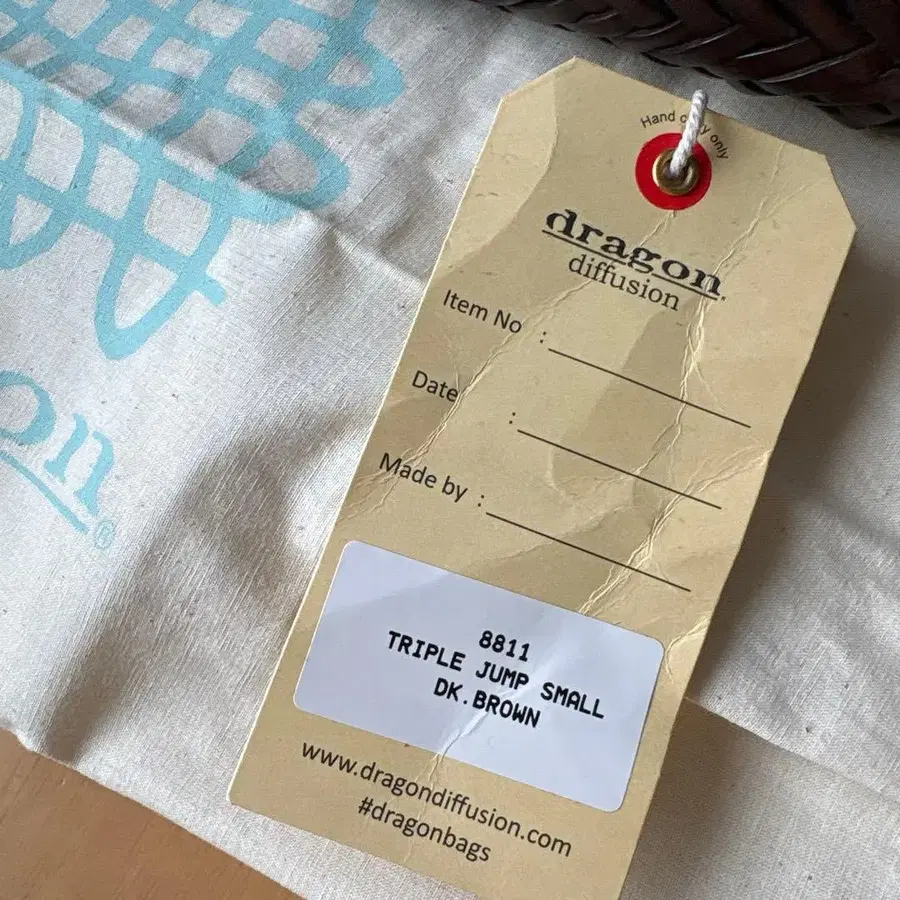 Hand only
dragon
diffusion
Item No :
Date :
Made by :
8811
TRIPLE JUMP SMALL
DK.BROWN
www.dragondiffusion.com
#dragonbags
on®